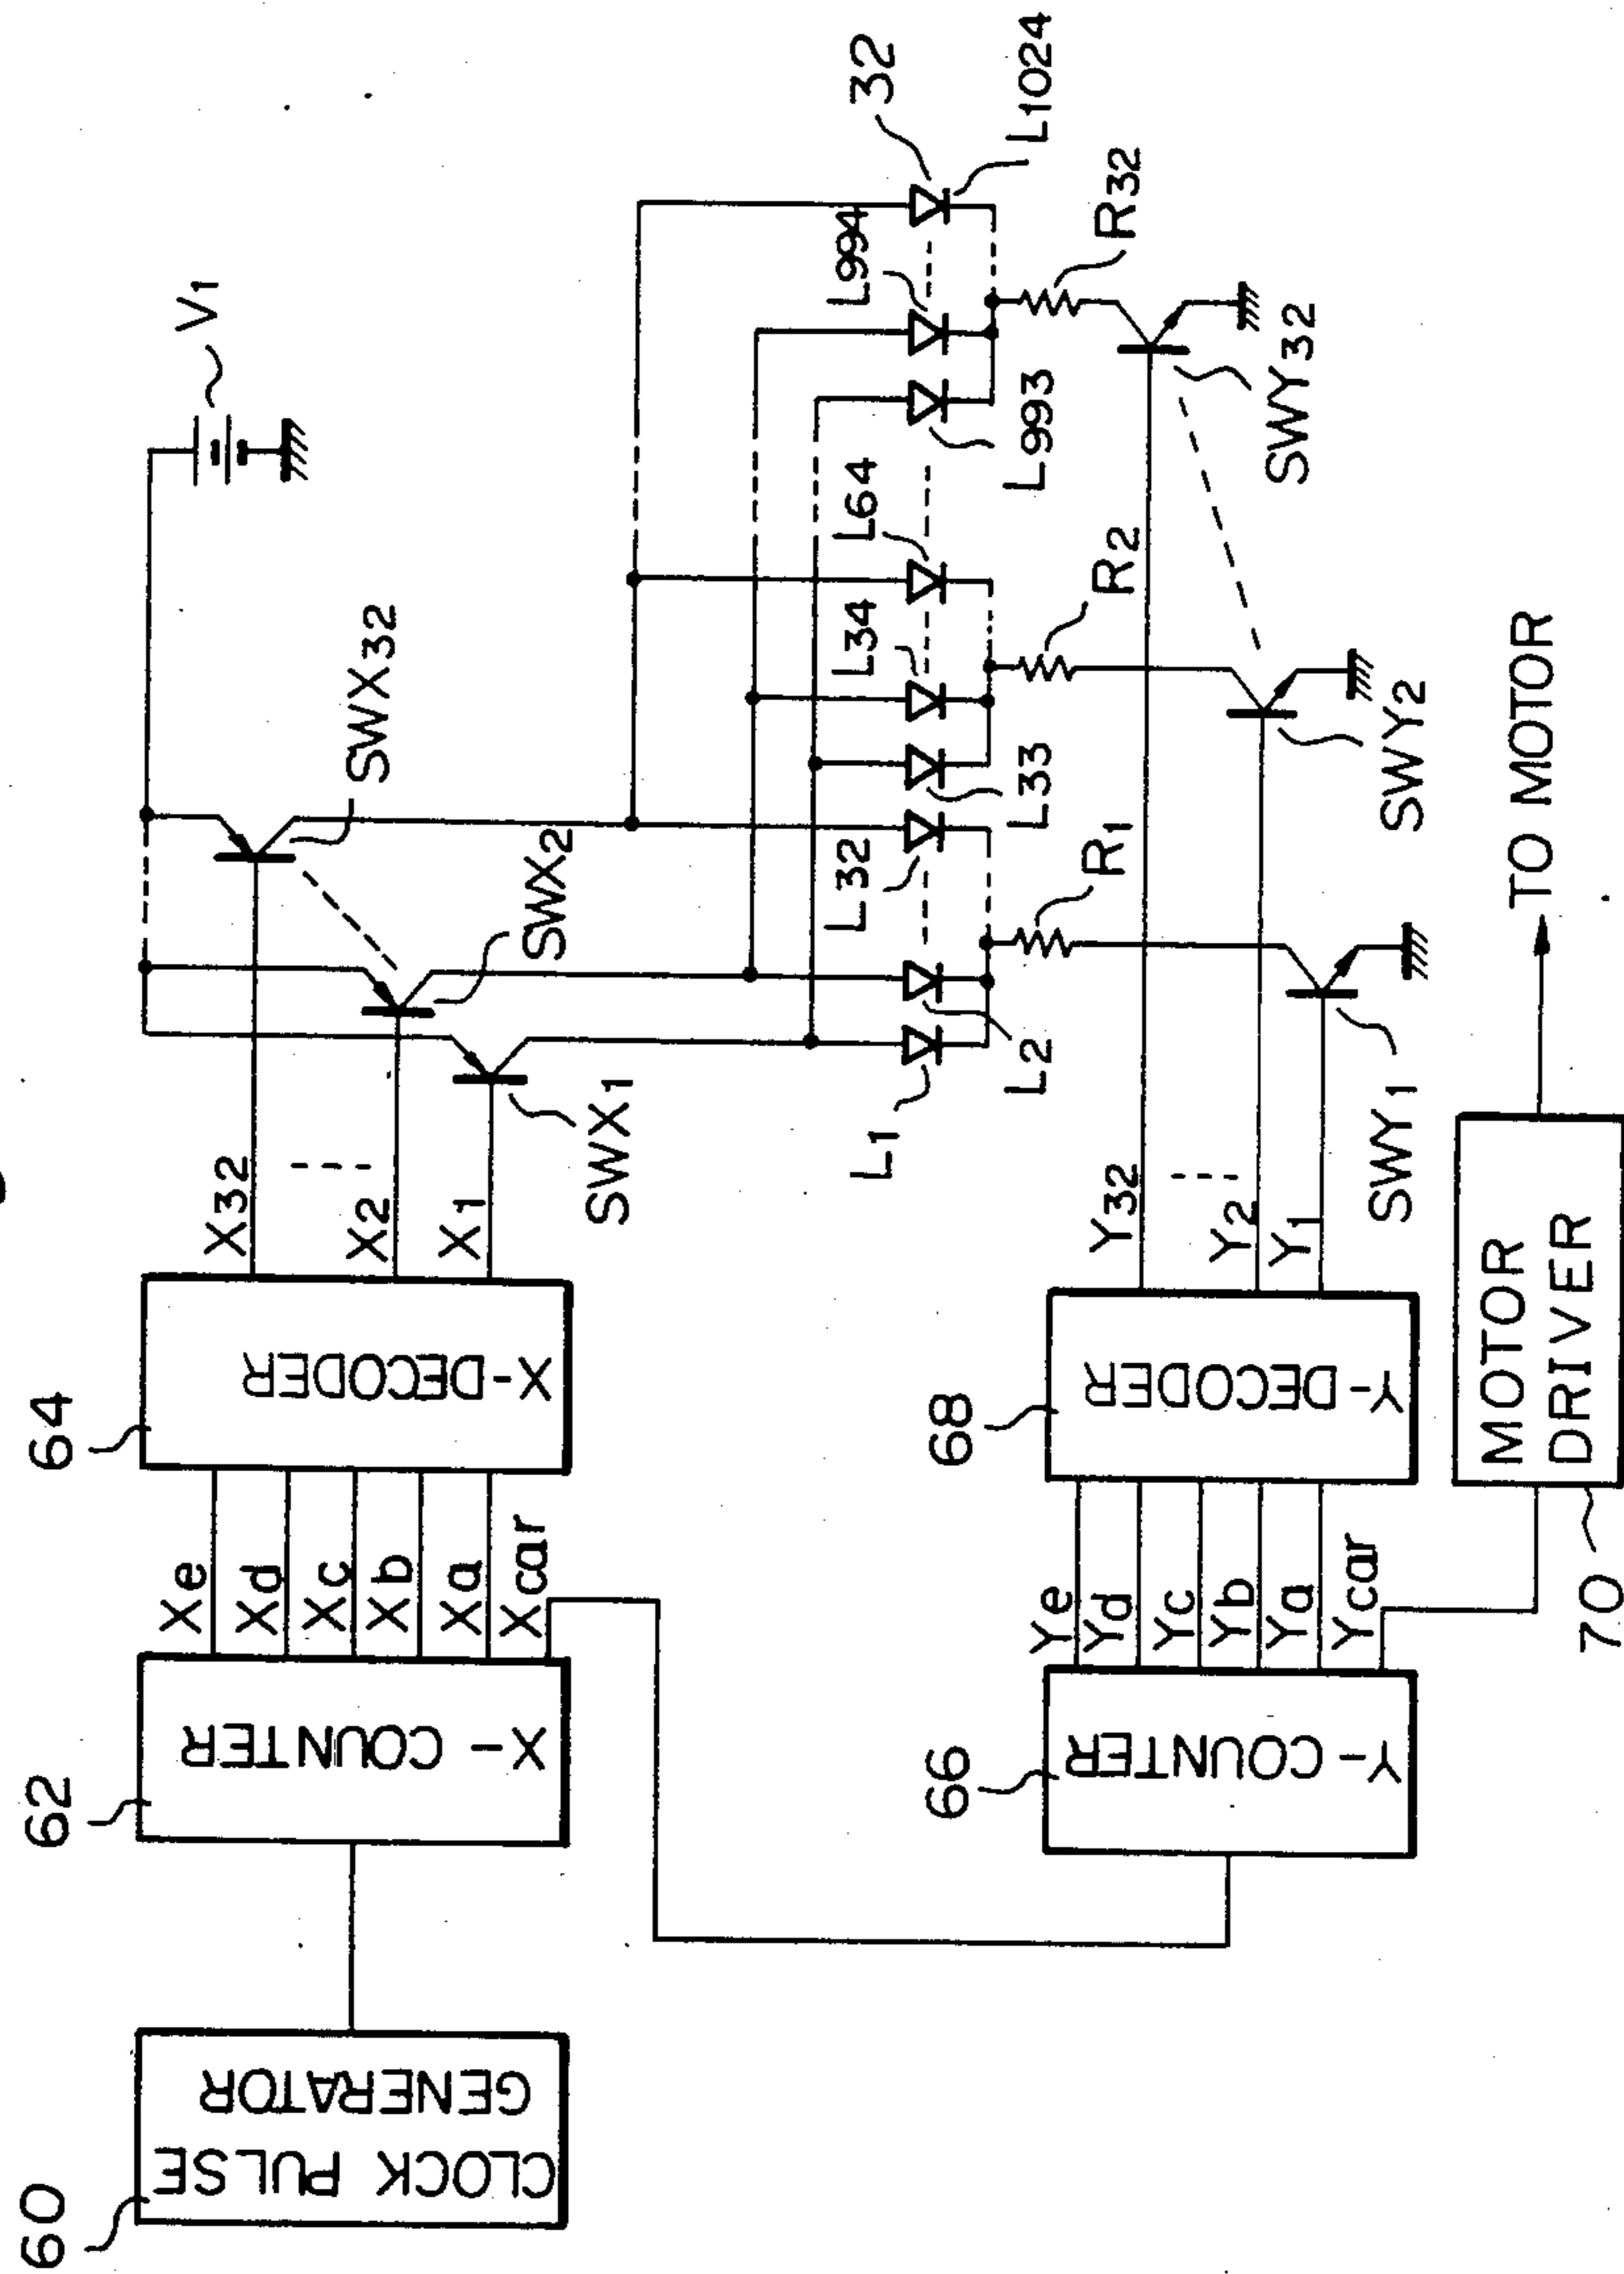 60
CLOCK PULSE
GENERATOR
62
X-COUNTER
Xe
Xd
Xc
Xb
Xa
Xcar
64
X-DECODER
X32
X2
X1
SWX1
SWX2
SWX32
V1
66
Y-COUNTER
Ye
Yd
Yc
Yb
Ya
Ycar
68
Y-DECODER
Y32
Y2
Y1
SWY1
SWY2
SWY32
L1
L2
L32
L33
L34
L64
L993
L994
L1024
32
R1
R2
R32
70
MOTOR
DRIVER
TO MOTOR